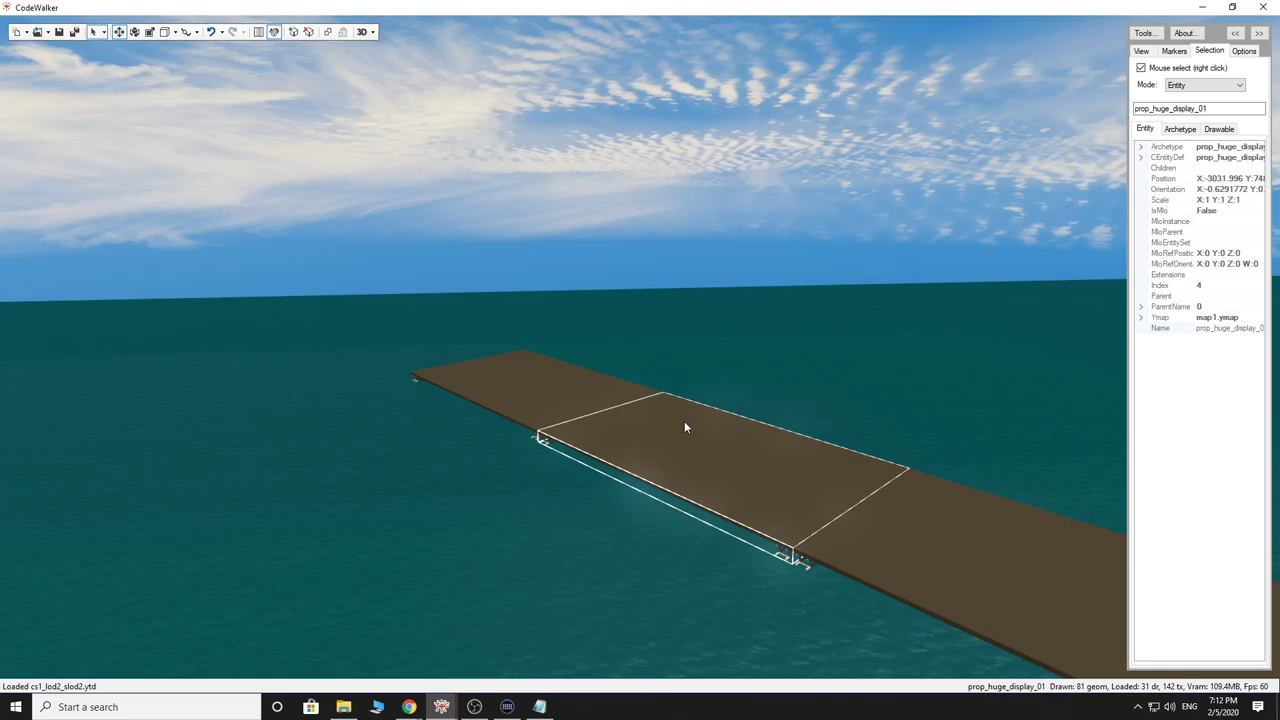 CodeWalker
3D
Tools... About... << >>
View Markers Selection Options
Mouse select (right click)
Mode: Entity
prop_huge_display_01
Entity Archetype Drawable
Archetype prop_huge_display
CEntityDef prop_huge_display
Children
Position X:-3031.996 Y:748
Orientation X:-0.6291772 Y:0.
Scale X:1 Y:1 Z:1
IsMlo False
MloInstance
MloParent
MloEntitySet
MloRefPositic X:0 Y:0 Z:0
MloRefOrient X:0 Y:0 Z:0 W:0
Extensions
Index 4
Parent
ParentName 0
Ymap map1.ymap
Name prop_huge_display_0
Loaded cs1_lod2_slod2.ytd
prop_huge_display_01 Drawn: 81 geom, Loaded: 31 dr, 142 tx, Vram: 109.4MB, Fps: 60
Start a search
ENG
7:12 PM
2/5/2020